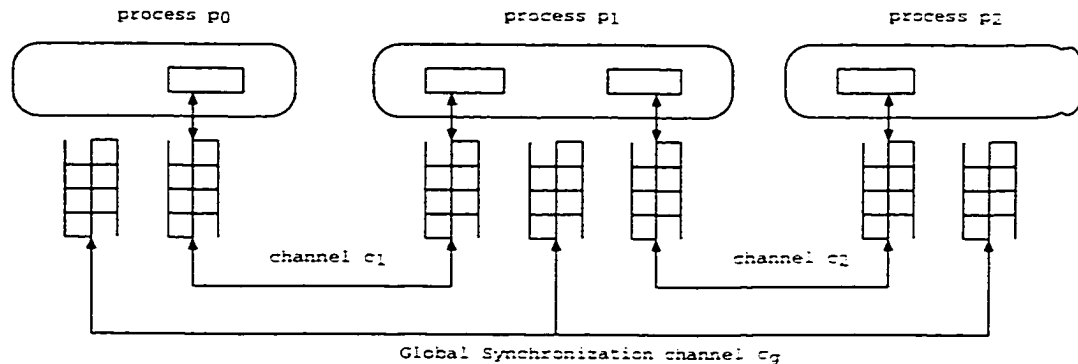 process p0
process p1
process p2
channel c1
channel c2
Global Synchronization channel cg